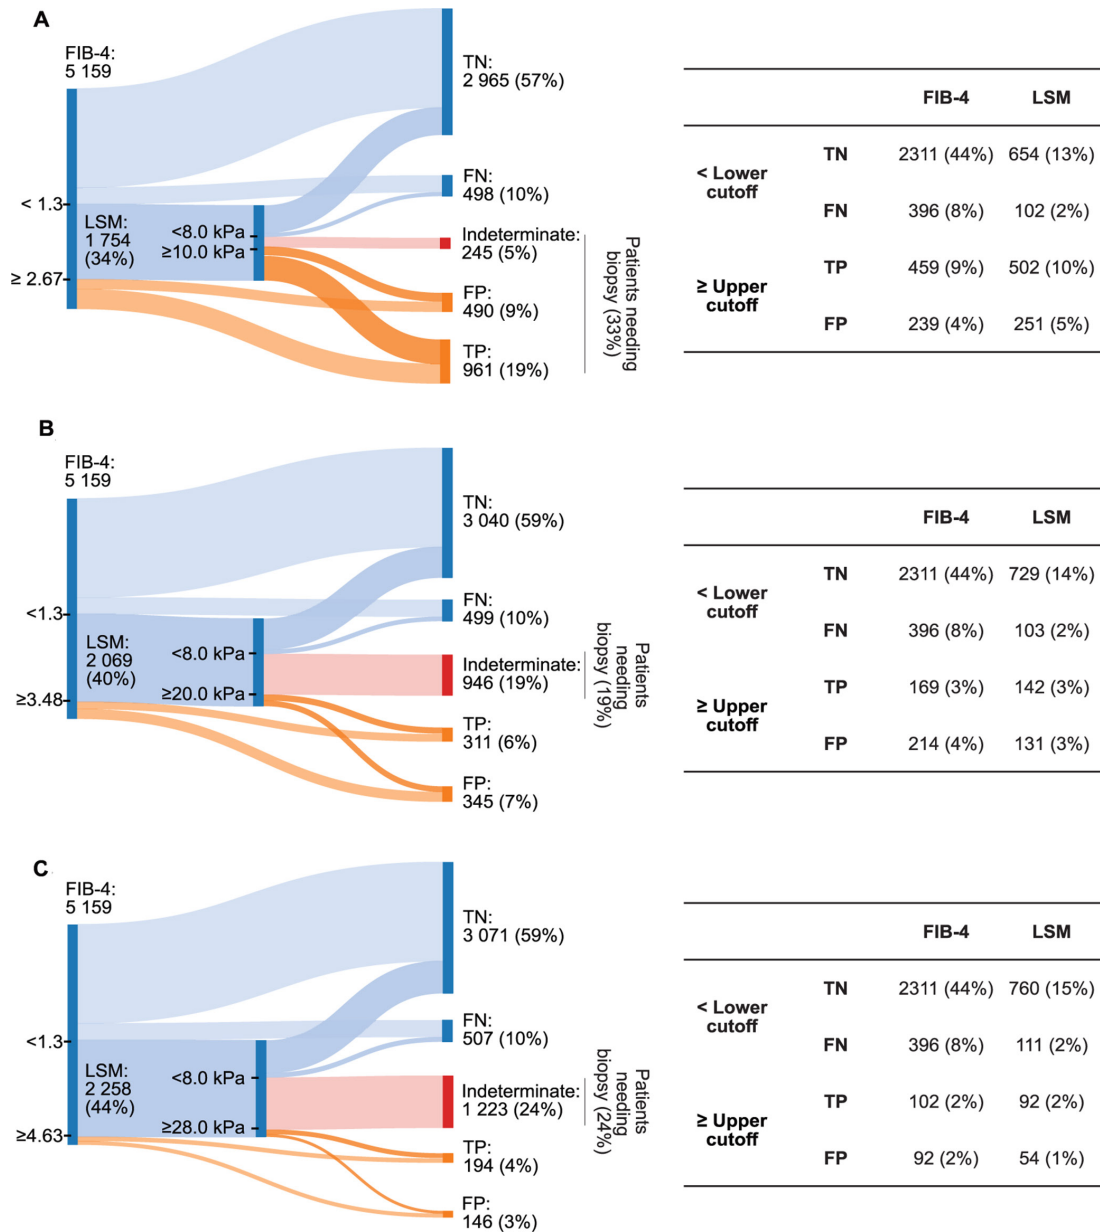 A
FIB-4:
5 159
< 1.3
≥ 2.67
LSM:
1 754
(34%)
<8.0 kPa
≥10.0 kPa
TN:
2 965 (57%)
FN:
498 (10%)
Indeterminate:
245 (5%)
FP:
490 (9%)
TP:
961 (19%)
Patients needing
biopsy (33%)
FIB-4 LSM
< Lower
cutoff
TN 2311 (44%) 654 (13%)
FN 396 (8%) 102 (2%)
≥ Upper
cutoff
TP 459 (9%) 502 (10%)
FP 239 (4%) 251 (5%)
B
FIB-4:
5 159
<1.3
≥3.48
LSM:
2 069
(40%)
<8.0 kPa
≥20.0 kPa
TN:
3 040 (59%)
FN:
499 (10%)
Indeterminate:
946 (19%)
TP:
311 (6%)
FP:
345 (7%)
Patients
needing
biopsy (19%)
FIB-4 LSM
< Lower
cutoff
TN 2311 (44%) 729 (14%)
FN 396 (8%) 103 (2%)
≥ Upper
cutoff
TP 169 (3%) 142 (3%)
FP 214 (4%) 131 (3%)
C
FIB-4:
5 159
<1.3
≥4.63
LSM:
2 258
(44%)
<8.0 kPa
≥28.0 kPa
TN:
3 071 (59%)
FN:
507 (10%)
Indeterminate:
1 223 (24%)
TP:
194 (4%)
FP:
146 (3%)
Patients
needing
biopsy (24%)
FIB-4 LSM
< Lower
cutoff
TN 2311 (44%) 760 (15%)
FN 396 (8%) 111 (2%)
≥ Upper
cutoff
TP 102 (2%) 92 (2%)
FP 92 (2%) 54 (1%)